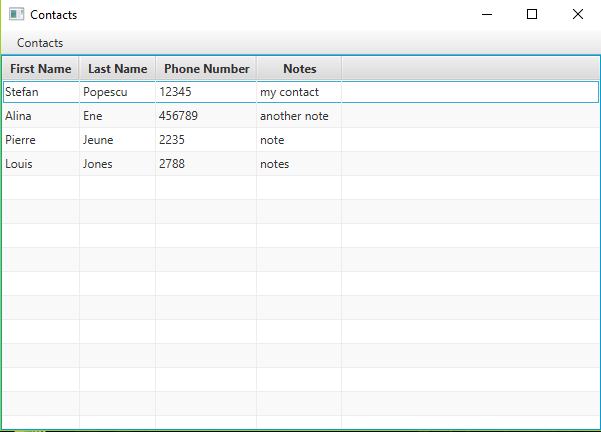 Contacts
Contacts
First Name Last Name Phone Number Notes
Stefan Popescu 12345 my contact
Alina Ene 456789 another note
Pierre Jeune 2235 note
Louis Jones 2788 notes